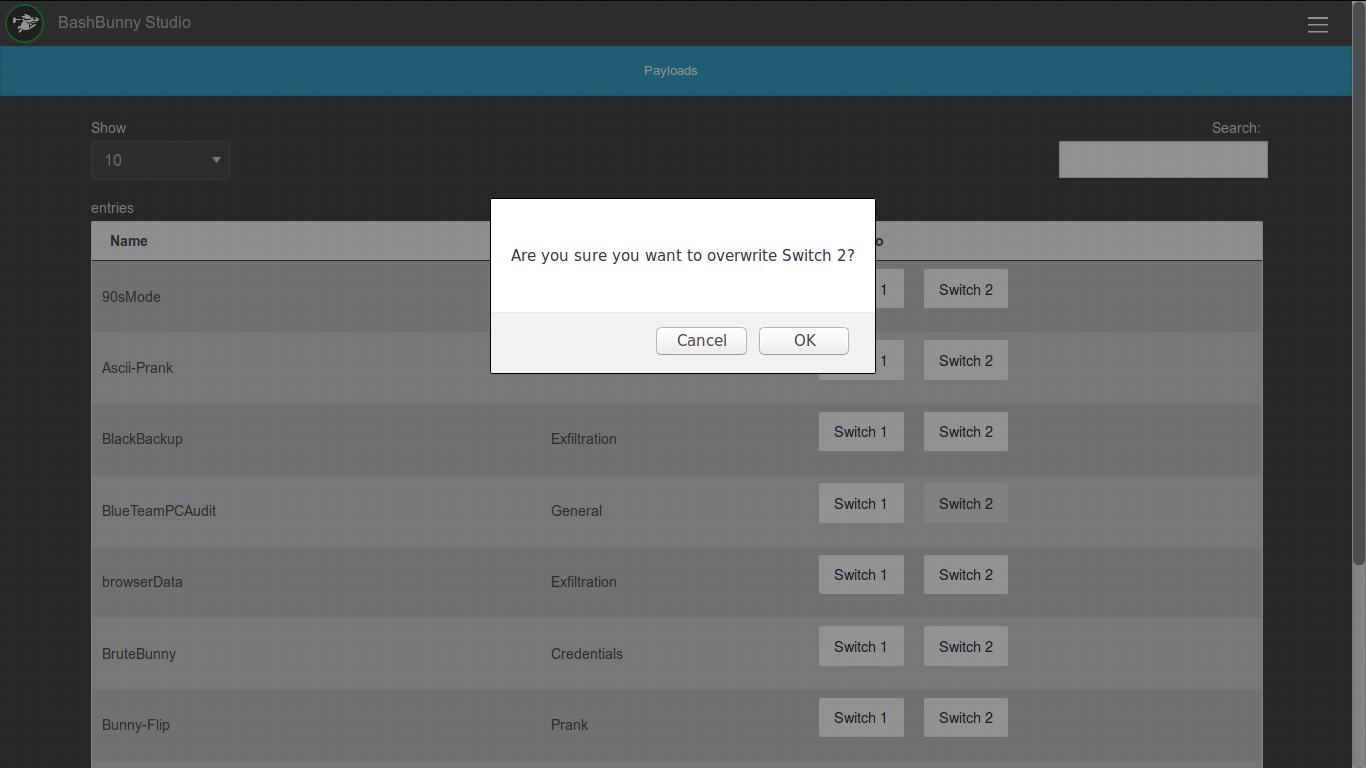 BashBunny Studio
Payloads
Show
Search:
10
entries
Name
o
Are you sure you want to overwrite Switch 2?
Cancel OK
90sMode 1 Switch 2
Ascii-Prank 1 Switch 2
BlackBackup Exfiltration Switch 1 Switch 2
BlueTeamPCAudit General Switch 1 Switch 2
browserData Exfiltration Switch 1 Switch 2
BruteBunny Credentials Switch 1 Switch 2
Bunny-Flip Prank Switch 1 Switch 2